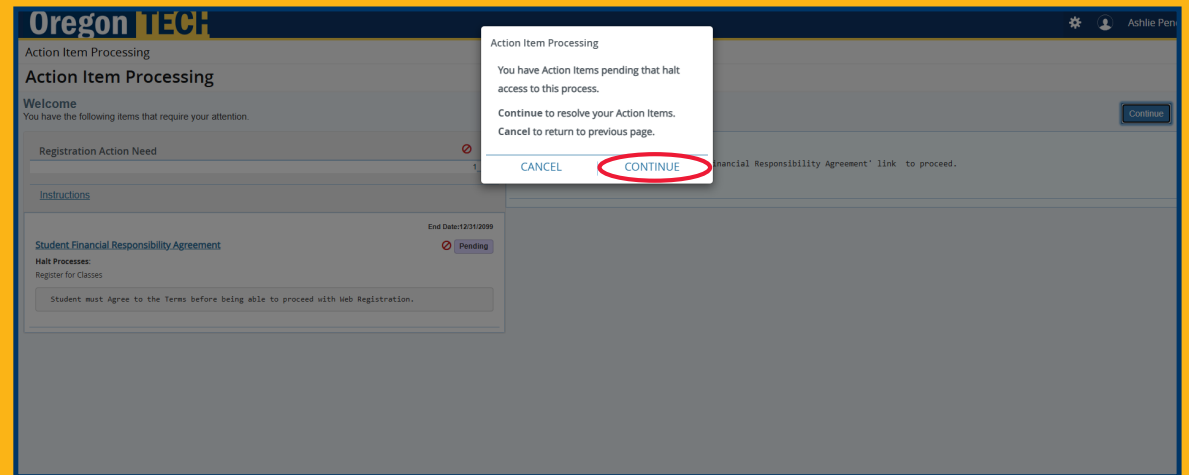 Oregon TECH
Ashlie Pen
Action Item Processing
Action Item Processing
Welcome
You have the following items that require your attention.
Continue
Registration Action Need
Instructions
End Date:12/31/2099
Student Financial Responsibility Agreement
Pending
Halt Processes:
Register for Classes
Student must Agree to the Terms before being able to proceed with Web Registration.
Action Item Processing
You have Action Items pending that halt
access to this process.
Continue to resolve your Action Items.
Cancel to return to previous page.
CANCEL
CONTINUE
inancial Responsibility Agreement' link to proceed.